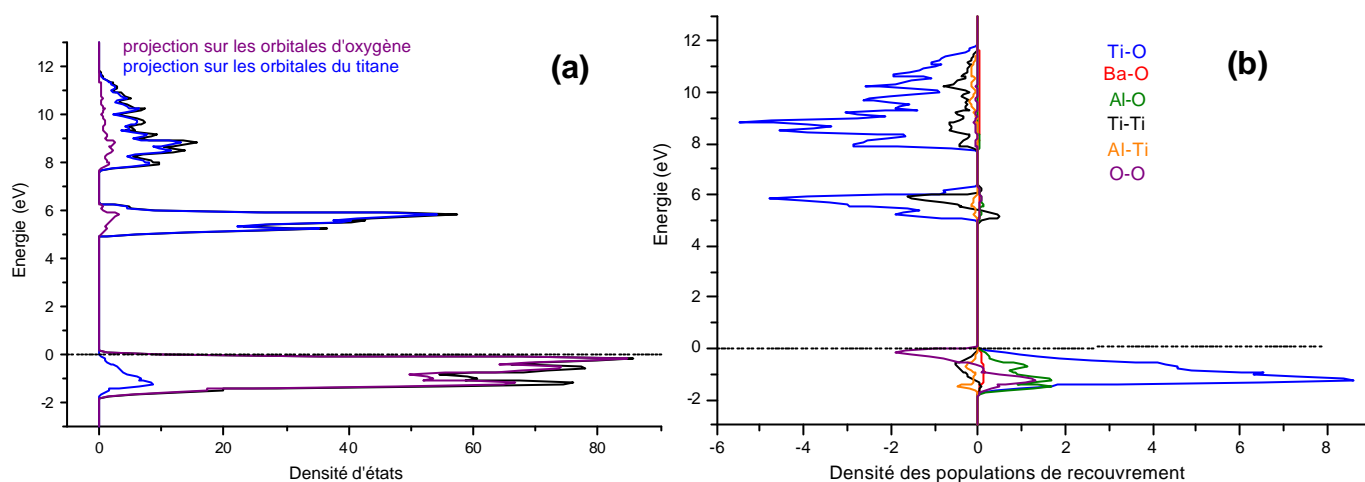 projection sur les orbitales d'oxygène
projection sur les orbitales du titane
(a)
Energie (eV)
12
10
8
6
4
2
0
-2
0
20
40
60
80
Densité d'états
(b)
Ti-O
Ba-O
Al-O
Ti-Ti
Al-Ti
O-O
Energie (eV)
12
10
8
6
4
2
0
-2
-6
-4
-2
0
2
4
6
8
Densité des populations de recouvrement